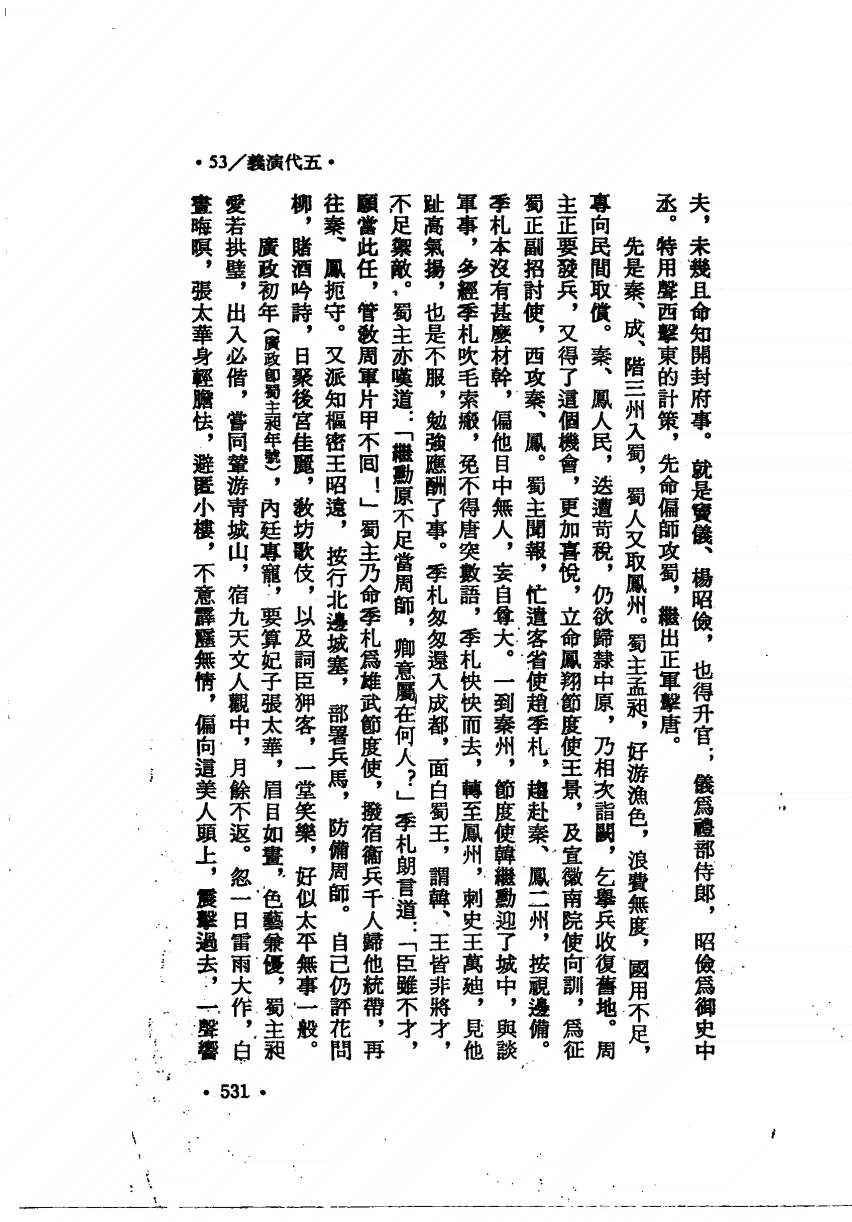 •53／義演代五•
夫，未幾且命知開封府事。就是竇儀、楊昭儉，也得升官；儀爲禮部侍郎，昭儉爲御史中
丞。特用聲西擊東的計策，先命偏師攻蜀，繼出正軍擊唐。
先是秦、成、階三州入蜀，蜀人又取鳳州。蜀主孟昶，好游漁色，浪費無度，國用不足，
專向民間取償。秦、鳳人民，迭遭苛稅，仍欲歸隸中原，乃相次詣闕，乞舉兵收復舊地。周
主正要發兵，又得了這個機會，更加喜悅，立命鳳翔節度使王景，及宣徽南院使向訓，爲征
蜀正副招討使，西攻秦、鳳。蜀主聞報，忙遣客省使趙季札，趨赴秦、鳳二州，按視邊備。
季札本沒有甚麼材幹，偏他目中無人，妄自尊大。一到秦州，節度使韓繼勳迎了城中，與談
軍事，多經季札吹毛索瘢，免不得唐突數語，季札怏怏而去，轉至鳳州，刺史王萬廸，見他
趾高氣揚，也是不服，勉強應酬了事。季札匆匆還入成都，面白蜀王，謂韓、王皆非將才，
不足禦敵。蜀主亦嘆道：「繼勳原不足當周師，卿意屬在何人？」季札朗言道：「臣雖不才，
願當此任，管教周軍片甲不回！」蜀主乃命季札爲雄武節度使，撥宿衞兵千人歸他統帶，再
往秦、鳳扼守。又派知樞密王昭遠，按行北邊城塞，部署兵馬，防備周師。自己仍評花問
柳，賭酒吟詩，日聚後宮佳麗，教坊歌伎，以及詞臣狎客，一堂笑樂，好似太平無事一般。
廣政初年（廣政卽蜀主昶年號），內廷專寵，要算妃子張太華，眉目如畫，色藝兼優，蜀主昶
愛若拱璧，出入必偕，嘗同輦游靑城山，宿九天文人觀中，月餘不返。忽一日雷雨大作，白
晝晦暝，張太華身輕膽怯，避匿小樓，不意霹靂無情，偏向這美人頭上，震擊過去，一聲響
•531•